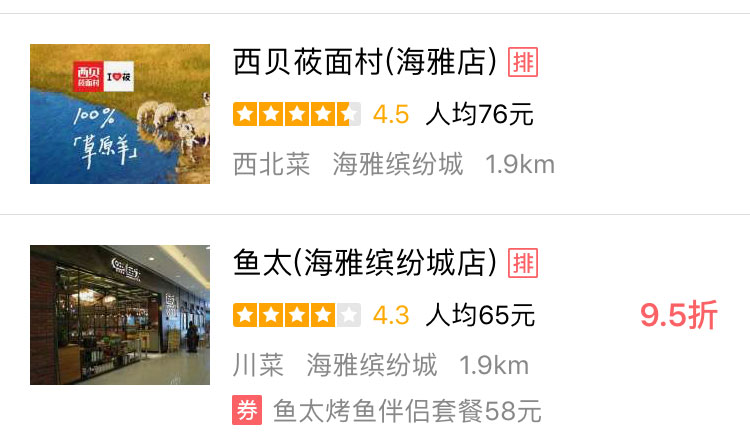 西贝莜面村(海雅店) 排
西贝
莜面村
I 莜
100%
「草原羊」
4.5 人均76元
西北菜 海雅缤纷城 1.9km
鱼太(海雅缤纷城店) 排
4.3 人均65元
9.5折
川菜 海雅缤纷城 1.9km
券 鱼太烤鱼伴侣套餐58元